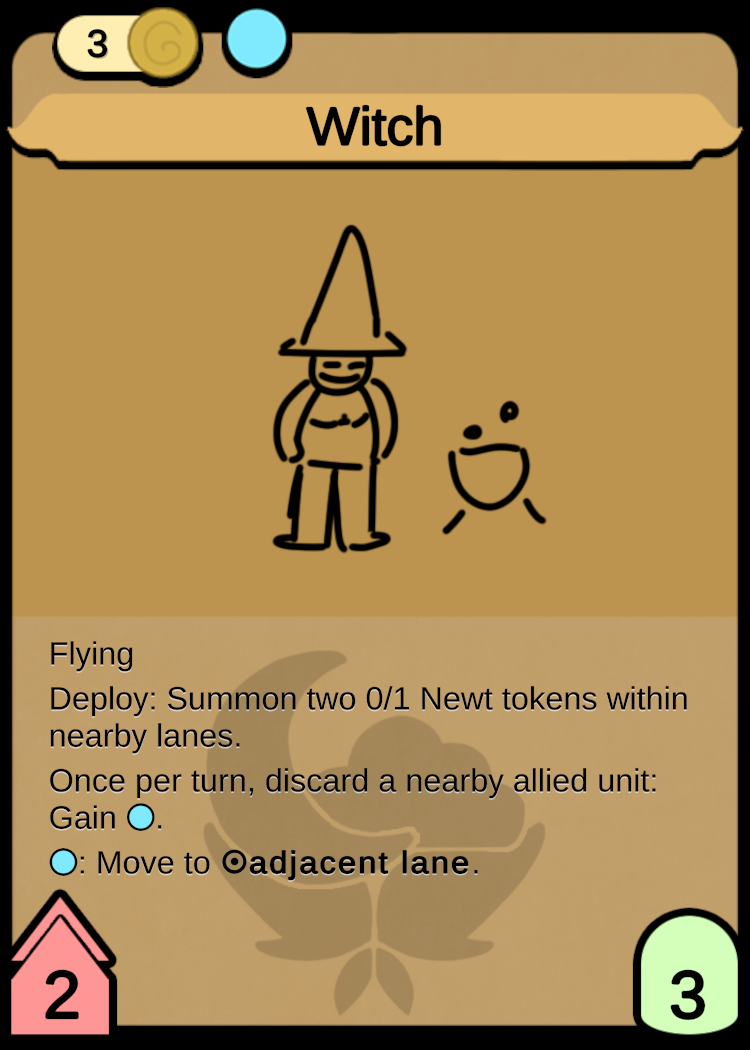 3
Witch
Flying
Deploy: Summon two 0/1 Newt tokens within
nearby lanes.
Once per turn, discard a nearby allied unit:
Gain .
: Move to adjacent lane.
2
3